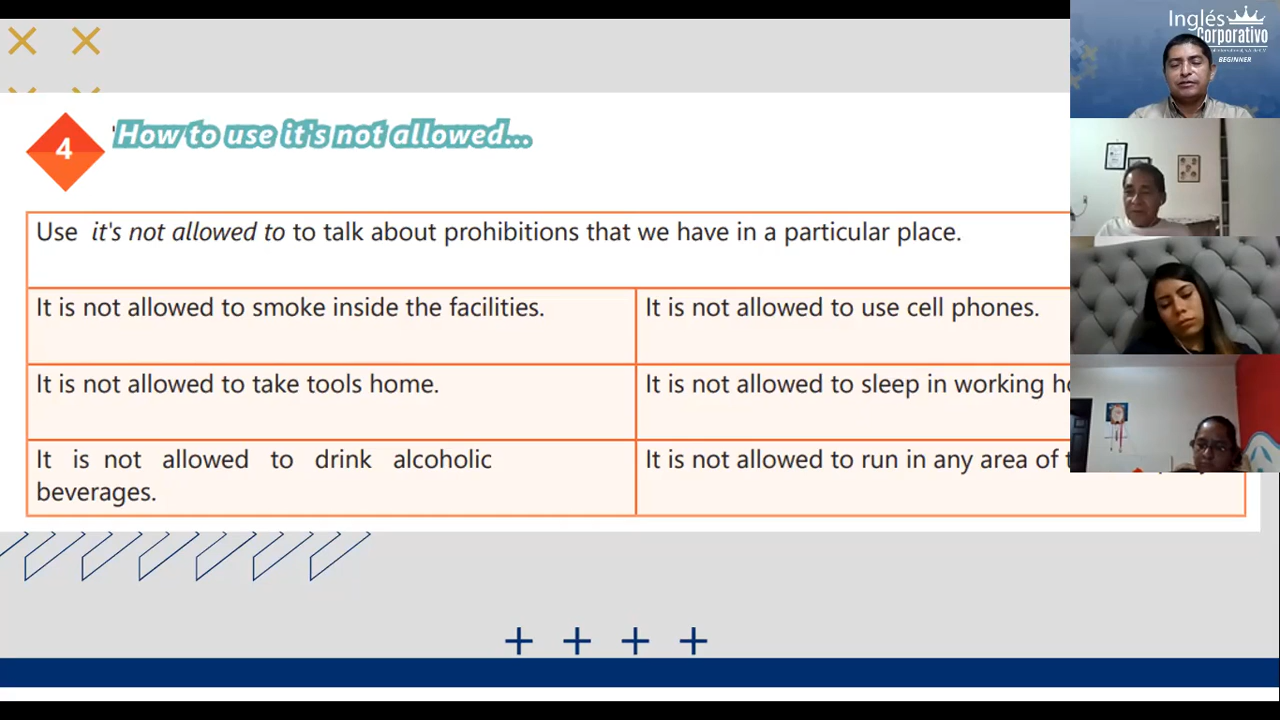 Inglés
Corporativo
BEGINNER
4
How to use it's not allowed...
Use it's not allowed to to talk about prohibitions that we have in a particular place.
It is not allowed to smoke inside the facilities.
It is not allowed to use cell phones.
It is not allowed to take tools home.
It is not allowed to sleep in working
It is not allowed to drink alcoholic
beverages.
It is not allowed to run in any area of